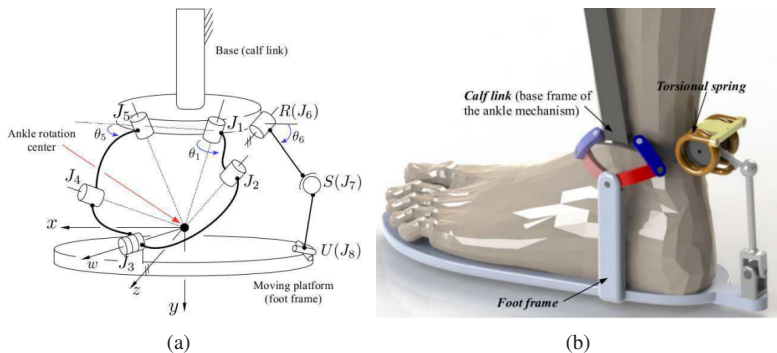 Base (calf link)
J₅
J₁
R(J₆)
θ₅
θ₁
θ₆
Ankle rotation
center
J₂
S(J₇)
J₄
x
w
J₃
U(J₈)
z
y
Moving platform
(foot frame)
(a)
Calf link (base frame of
the ankle mechanism)
Torsional spring
Foot frame
(b)